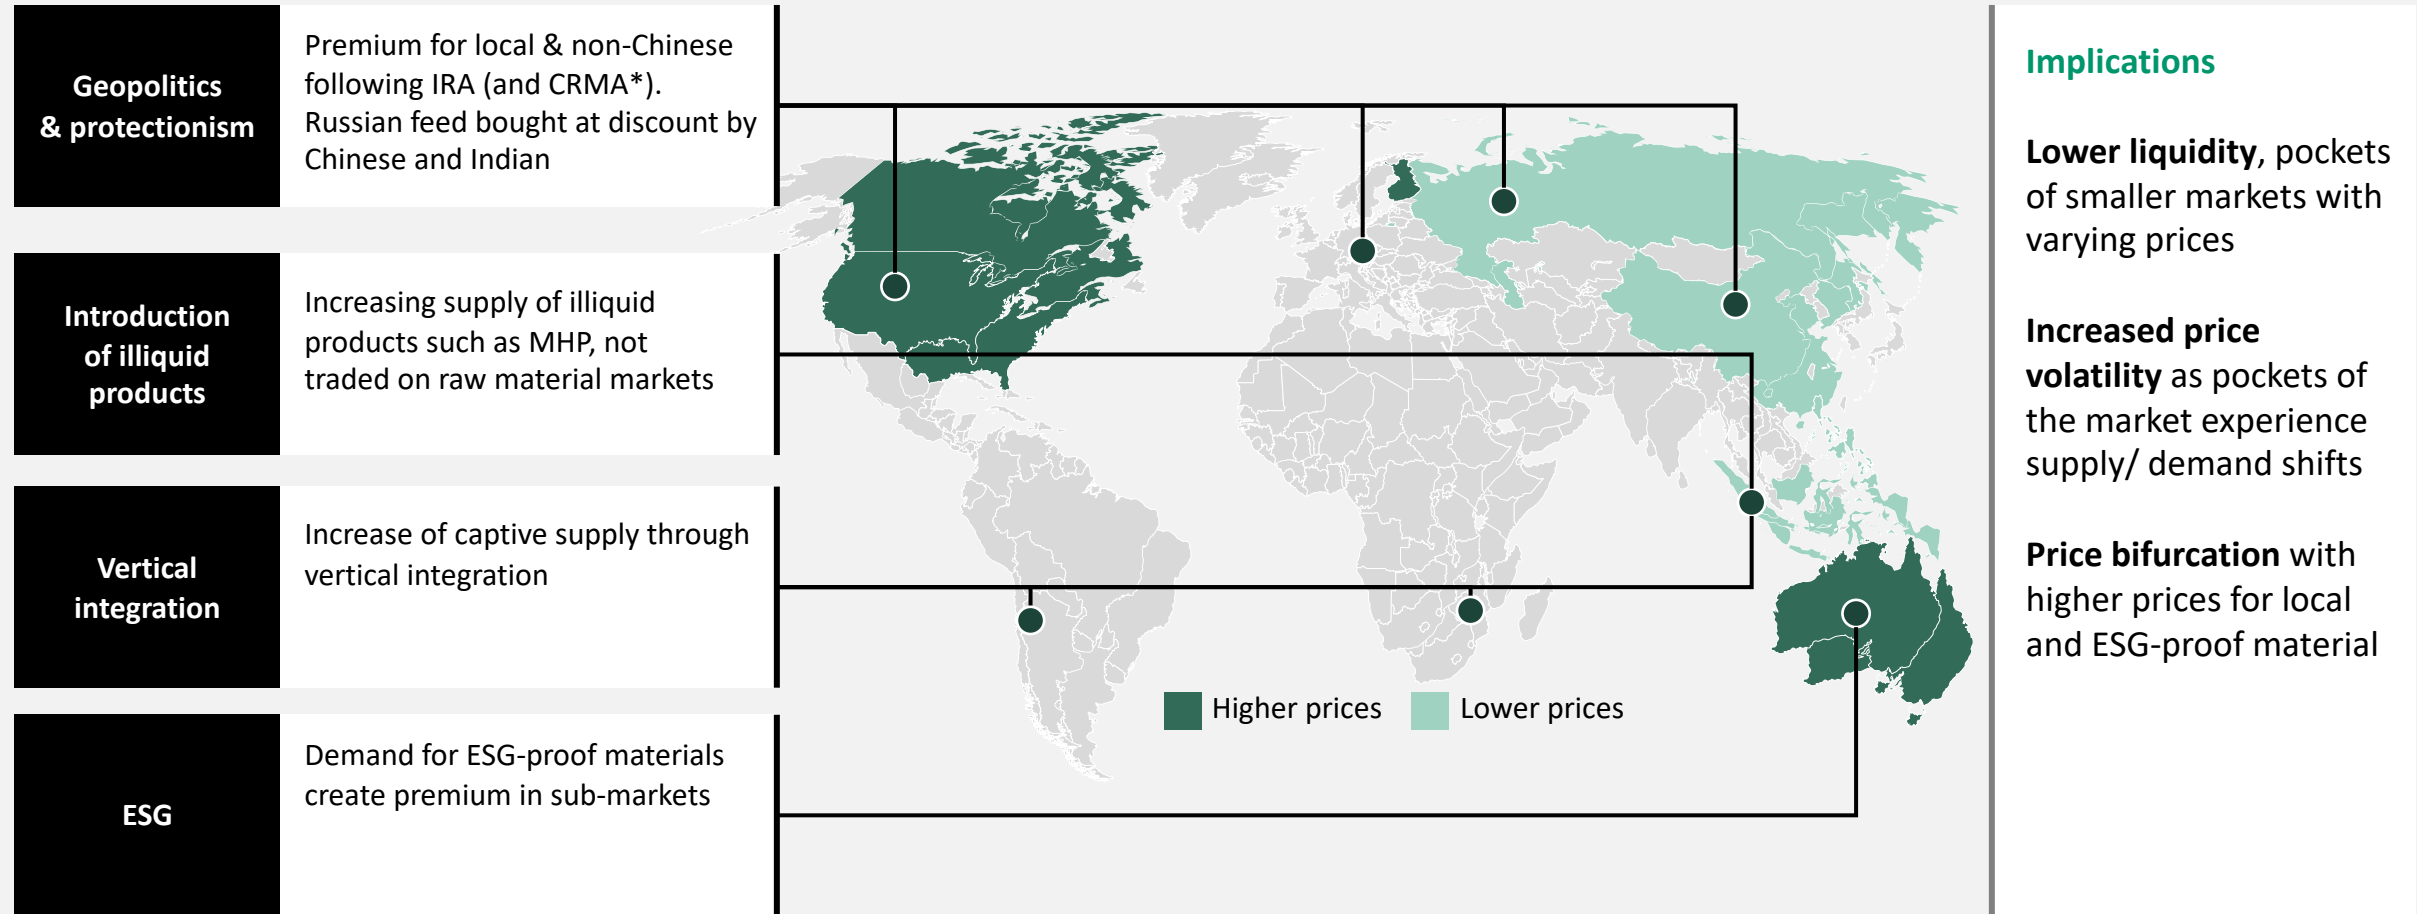 Geopolitics
& protectionism
Premium for local & non-Chinese
following IRA (and CRMA*).
Russian feed bought at discount by
Chinese and Indian
Introduction
of illiquid
products
Increasing supply of illiquid
products such as MHP, not
traded on raw material markets
Vertical
integration
Increase of captive supply through
vertical integration
ESG
Demand for ESG-proof materials
create premium in sub-markets
Higher prices
Lower prices
Implications
Lower liquidity, pockets
of smaller markets with
varying prices
Increased price
volatility as pockets of
the market experience
supply/ demand shifts
Price bifurcation with
higher prices for local
and ESG-proof material